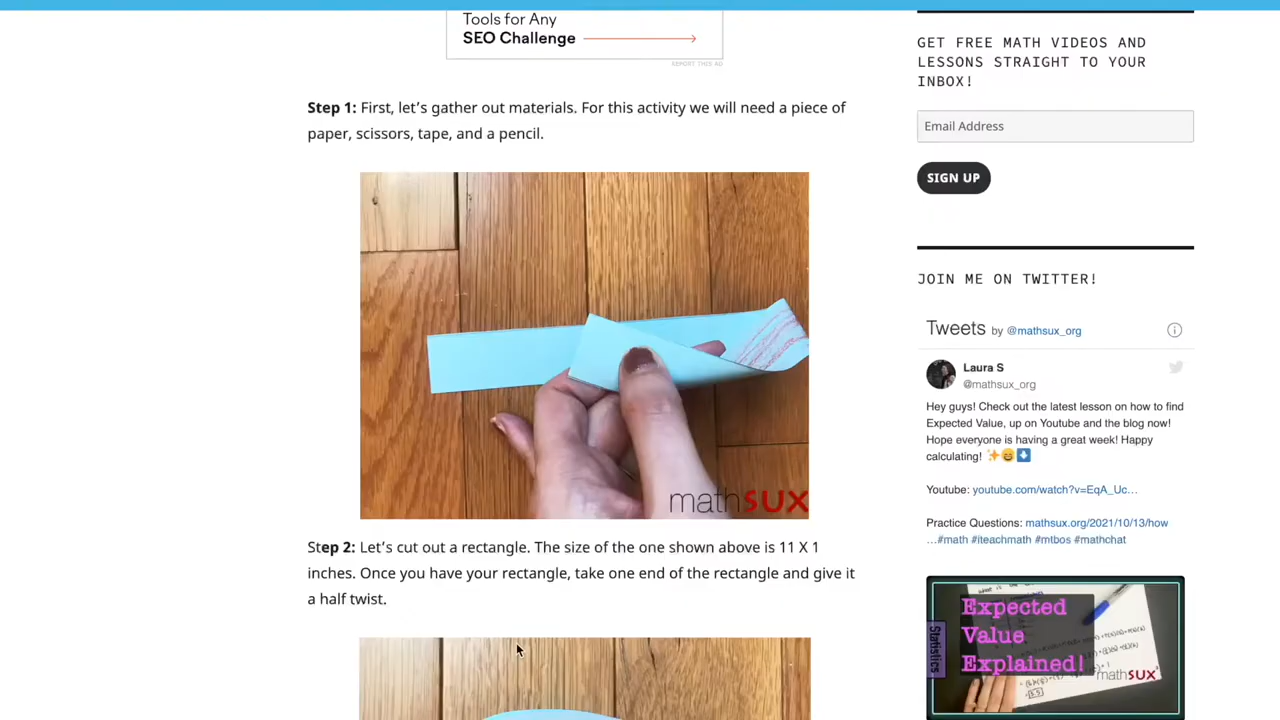 Tools for Any
SEO Challenge
REPORT THIS AD
Step 1: First, let's gather out materials. For this activity we will need a piece of
paper, scissors, tape, and a pencil.
mathsux
Step 2: Let's cut out a rectangle. The size of the one shown above is 11 X 1
inches. Once you have your rectangle, take one end of the rectangle and give it
a half twist.
GET FREE MATH VIDEOS AND
LESSONS STRAIGHT TO YOUR
INBOX!
Email Address
SIGN UP
JOIN ME ON TWITTER!
Tweets by @mathsux_org
Laura S
@mathsux_org
Hey guys! Check out the latest lesson on how to find
Expected Value, up on Youtube and the blog now!
Hope everyone is having a great week! Happy
calculating! ✨😄⬇️
Youtube: youtube.com/watch?v=EqA_Uc…
Practice Questions: mathsux.org/2021/10/13/how
…#math #iteachmath #mtbos #mathchat
Expected
Value
Explained!
Statistics
mathsux